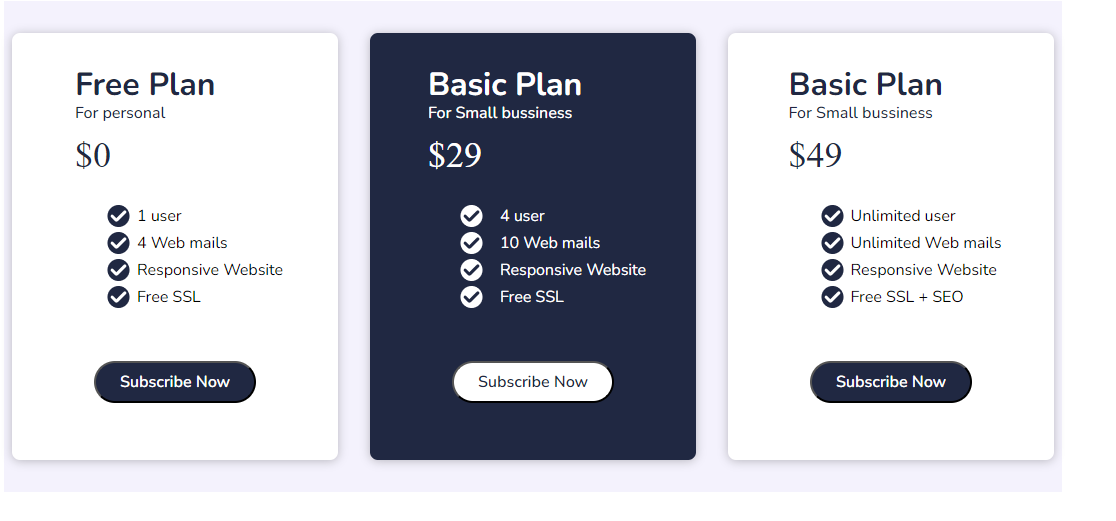 Free Plan
For personal
$0
1 user
4 Web mails
Responsive Website
Free SSL
Subscribe Now
Basic Plan
For Small bussiness
$29
4 user
10 Web mails
Responsive Website
Free SSL
Subscribe Now
Basic Plan
For Small bussiness
$49
Unlimited user
Unlimited Web mails
Responsive Website
Free SSL + SEO
Subscribe Now